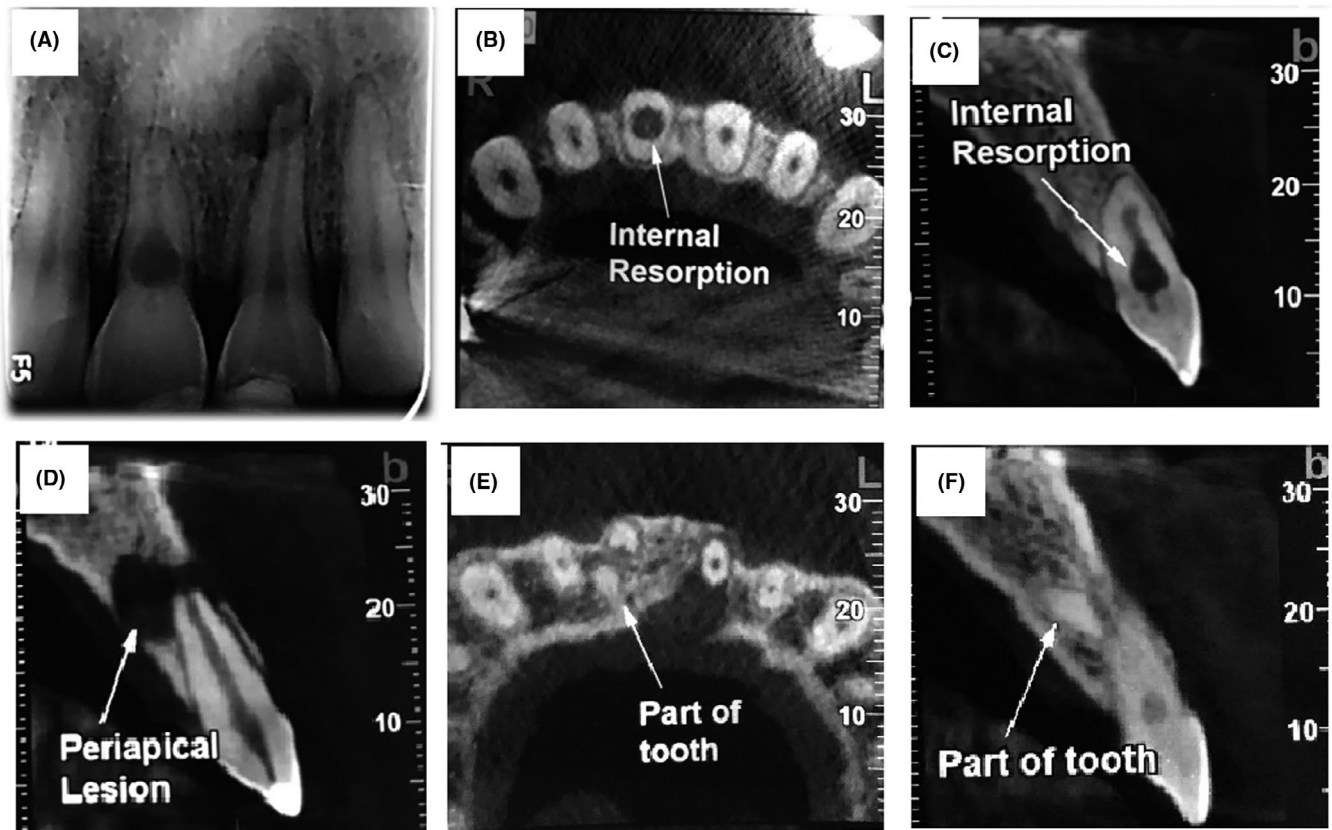 (A)
F5
(B)
R
L
30
20
10
Internal
Resorption
(C)
b
30
20
10
Internal
Resorption
(D)
b
30
20
10
Periapical
Lesion
(E)
L
30
20
10
Part of
tooth
(F)
b
30
20
10
Part of tooth